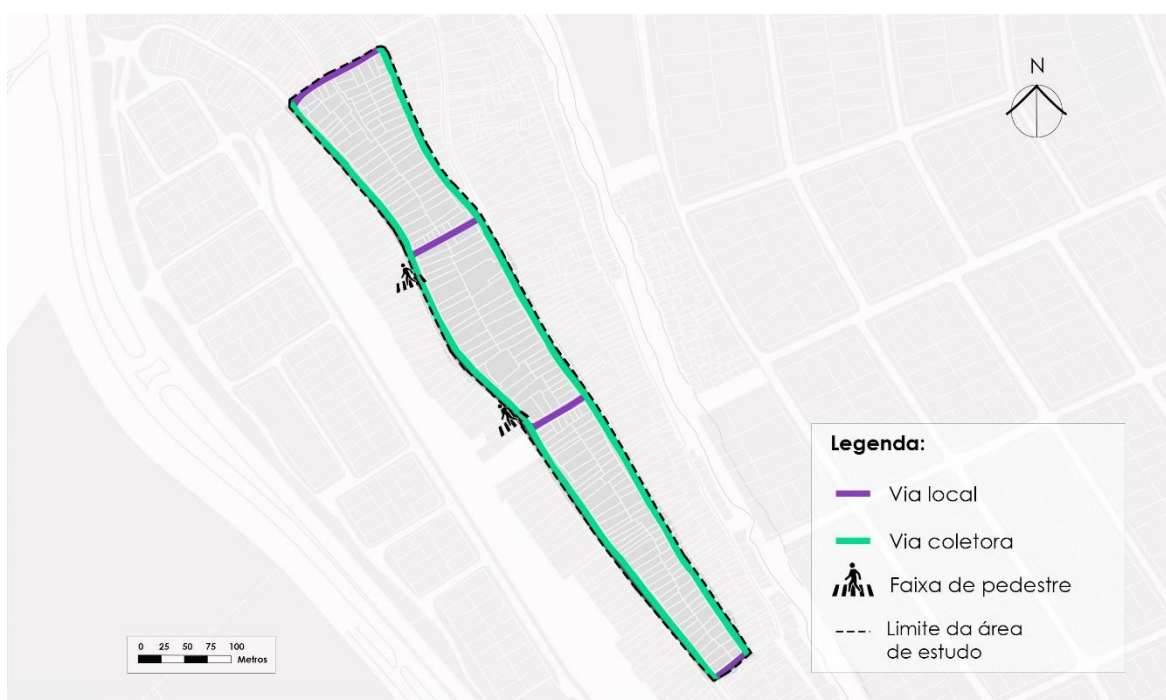 N
Legenda:
Via local
Via coletora
Faixa de pedestre
Limite da área
de estudo
0 25 50 75 100
Metros